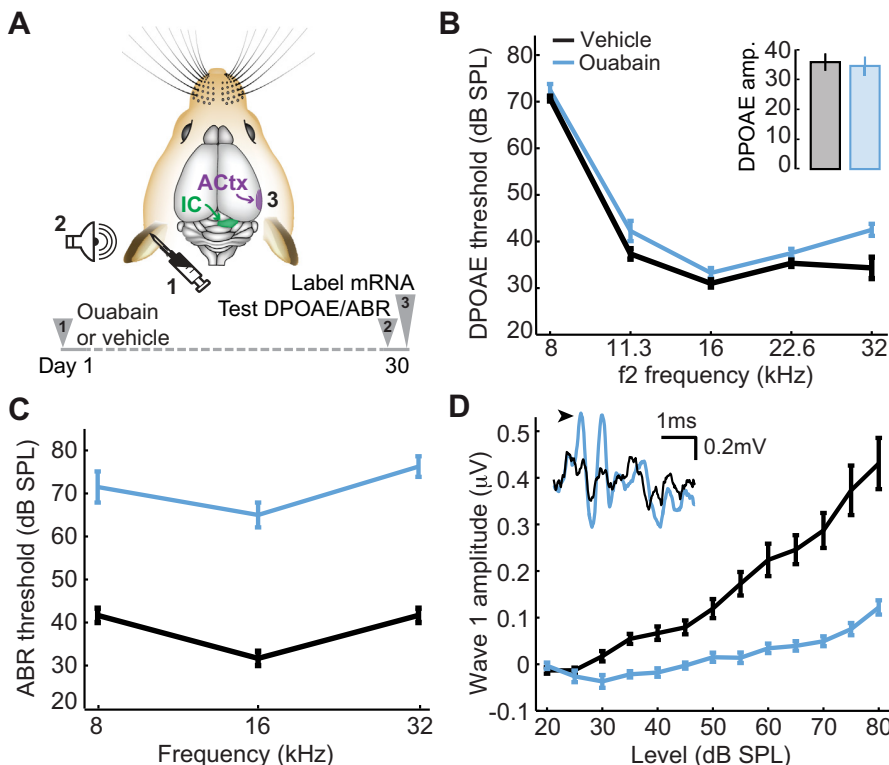 A
ACtx
IC
3
2
1
Label mRNA
Test DPOAE/ABR
Ouabain
or vehicle
1
2
3
Day 1
30
B
Vehicle
Ouabain
DPOAE threshold (dB SPL)
80
70
60
50
40
30
20
8
11.3
16
22.6
32
f2 frequency (kHz)
DPOAE amp.
40
30
20
10
0
C
ABR threshold (dB SPL)
80
70
60
50
40
30
20
8
16
32
Frequency (kHz)
D
1ms
0.2mV
Wave 1 amplitude (μV)
0.5
0.4
0.3
0.2
0.1
0
-0.1
20
30
40
50
60
70
80
Level (dB SPL)